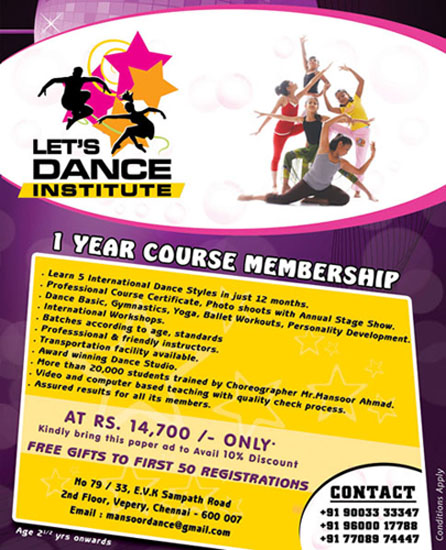 LET'S
DANCE
INSTITUTE
1 YEAR COURSE MEMBERSHIP
. Learn 5 International Dance Styles in just 12 months.
. Professional Course Certificate, Photo shoots with Annual Stage Show.
. Dance Basic, Gymnastics, Yoga, Ballet Workouts, Personality Development.
. International Workshops.
. Batches according to age, standards
. Professsional & friendly instructors.
. Transportation facility available.
. Award winning Dance Studio.
. More than 20,000 students trained by Choreographer Mr.Mansoor Ahmad.
. Video and computer based teaching with quality check process.
. Assured results for all its members.
AT RS. 14,700 /- ONLY*
Kindly bring this paper ad to Avail 10% Discount
FREE GIFTS TO FIRST 50 REGISTRATIONS
No 79 / 33, E.V.K Sampath Road
2nd Floor, Vepery, Chennai - 600 007
Email : mansoordance@gmail.com
Age 2 1/2 yrs onwards
CONTACT
+91 90033 33347
+91 96000 17788
+91 77089 74447
Conditions Apply